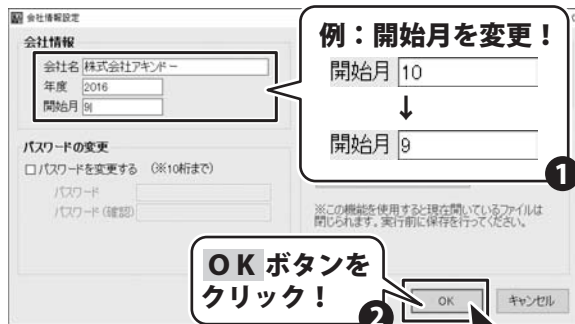 会社情報設定
会社情報
会社名 株式会社アキンドー
年度 2016
開始月 9
例：開始月を変更！
開始月 10
↓
開始月 9
❶
パスワードの変更
パスワードを変更する （※10桁まで）
パスワード
パスワード（確認）
※この機能を使用すると現在開いているファイルは
閉じられます。実行前に保存を行ってください。
OK ボタンを
クリック！
❷
OK
キャンセル